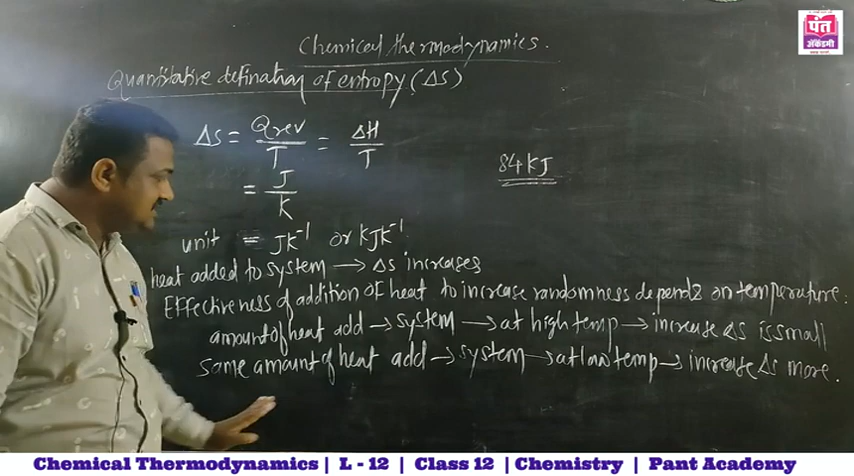 Chemical thermodynamics.
पंत
अ‍ॅकॅडमी
Quantitative defination of entropy (ΔS)
ΔS = Qrev/T = ΔH/T
84 KJ
= J/K
unit = JK⁻¹ or KJK⁻¹
heat added to system → ΔS increases
Effectiveness of addition of heat to increase randomness depends on temperature.
amount of heat add → system → at high temp → increase ΔS is small
Same amount of heat add → system → at low temp → increase ΔS more.
Chemical Thermodynamics | L - 12 | Class 12 | Chemistry | Pant Academy